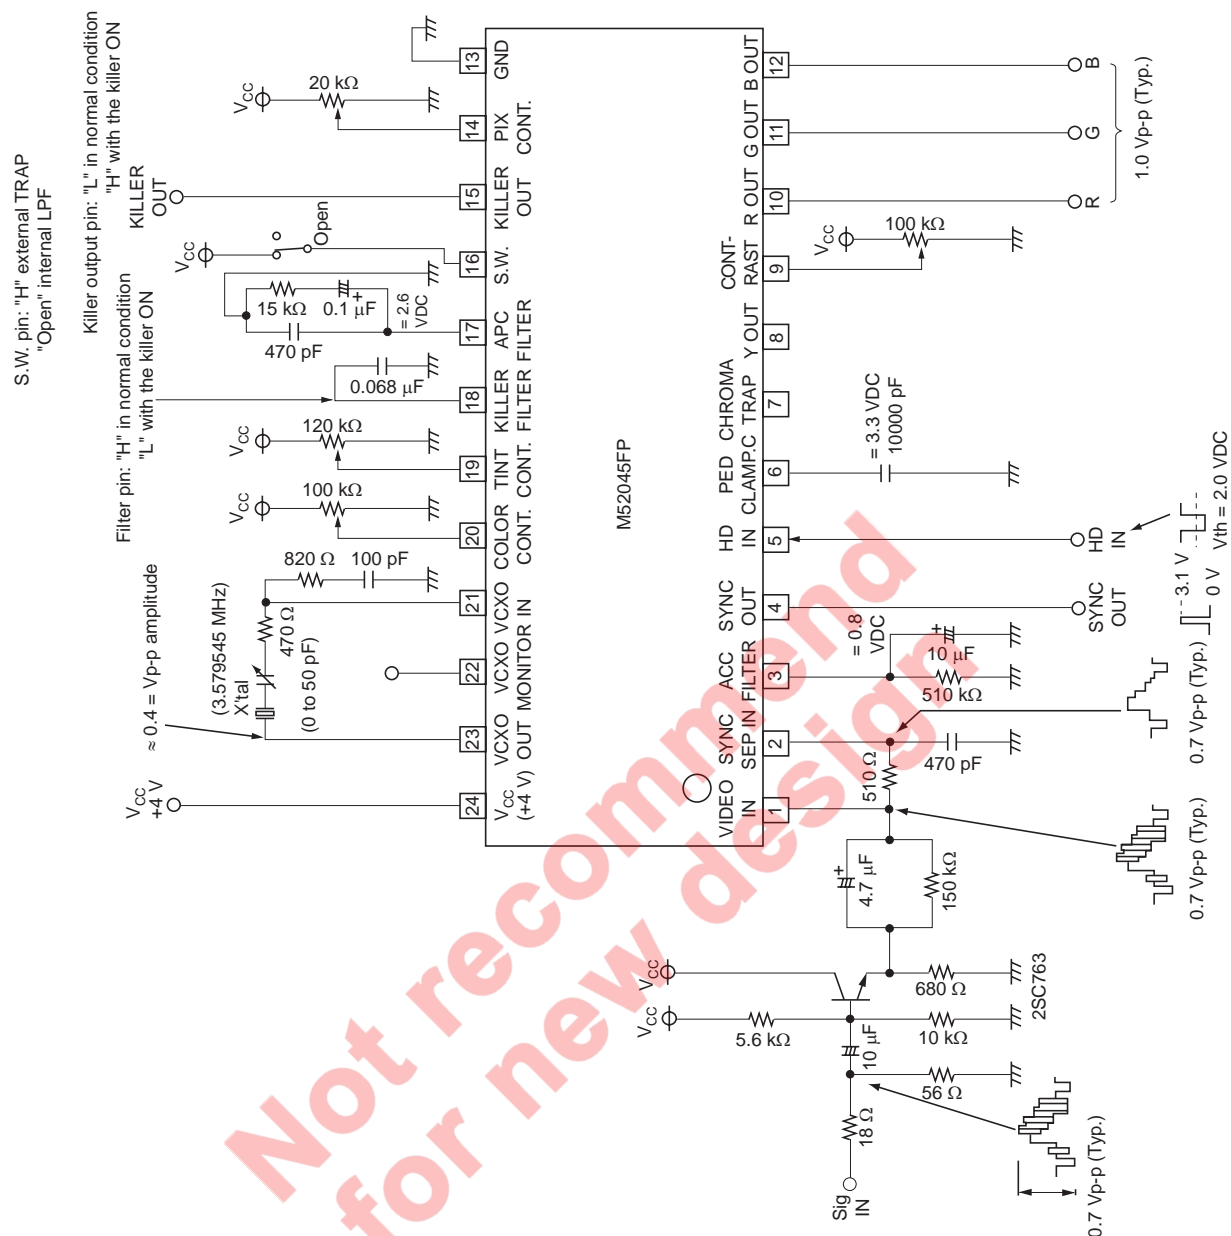 S.W. pin: "H" external TRAP
"Open" internal LPF
Killer output pin: "L" in normal condition
"H" with the killer ON
Filter pin: "H" in normal condition
"L" with the killer ON
≈ 0.4 = Vp-p amplitude
VCC
+4 V
(3.579545 MHz)
X'tal
(0 to 50 pF)
470 Ω
820 Ω
100 pF
VCC
100 kΩ
VCC
120 kΩ
0.068 µF
470 pF
15 kΩ
0.1 µF
+
= 2.6
VDC
VCC
Open
KILLER
OUT
VCC
20 kΩ
24
VCC
(+4 V)
23
VCXO
OUT
22
VCXO
MONITOR
21
VCXO
IN
20
COLOR
CONT.
19
TINT
CONT.
18
KILLER
FILTER
17
APC
FILTER
16
S.W.
15
KILLER
OUT
14
PIX
CONT.
13
GND
M52045FP
VIDEO
IN
1
SYNC
SEP IN
2
ACC
FILTER
3
SYNC
OUT
4
HD
IN
5
PED
CLAMP.C
6
CHROMA
TRAP
7
Y OUT
8
CONT-
RAST
9
R OUT
10
G OUT
11
B OUT
12
Sig
IN
18 Ω
56 Ω
10 µF
VCC
5.6 kΩ
10 kΩ
VCC
680 Ω
2SC763
+
4.7 µF
150 kΩ
510 Ω
470 pF
510 kΩ
+
10 µF
= 0.8
VDC
SYNC
OUT
HD
IN
= 3.3 VDC
10000 pF
VCC
100 kΩ
R
G
B
1.0 Vp-p (Typ.)
0.7 Vp-p (Typ.)
0.7 Vp-p (Typ.)
0.7 Vp-p (Typ.)
3.1 V
0 V
Vth = 2.0 VDC
Not recommend
for new design